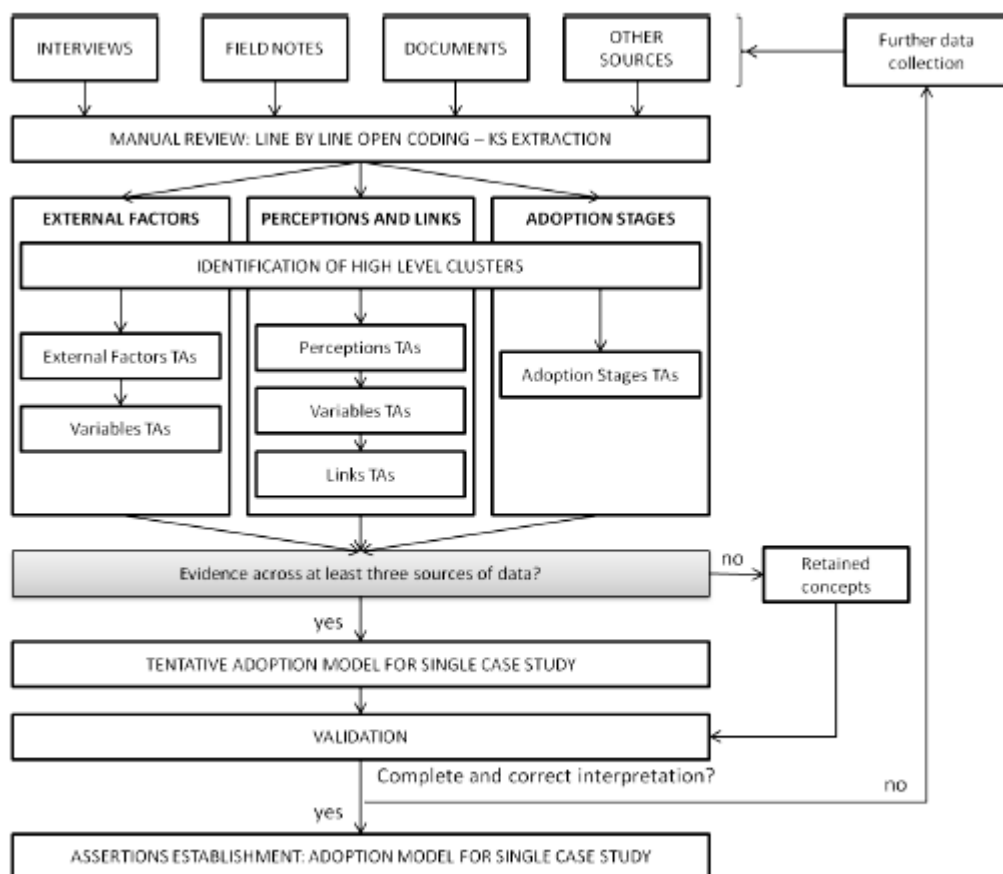 INTERVIEWS
FIELD NOTES
DOCUMENTS
OTHER
SOURCES
Further data
collection
MANUAL REVIEW: LINE BY LINE OPEN CODING – KS EXTRACTION
EXTERNAL FACTORS
PERCEPTIONS AND LINKS
ADOPTION STAGES
IDENTIFICATION OF HIGH LEVEL CLUSTERS
External Factors TAs
Variables TAs
Perceptions TAs
Variables TAs
Links TAs
Adoption Stages TAs
Evidence across at least three sources of data?
no
Retained
concepts
yes
TENTATIVE ADOPTION MODEL FOR SINGLE CASE STUDY
VALIDATION
Complete and correct interpretation?
no
yes
ASSERTIONS ESTABLISHMENT: ADOPTION MODEL FOR SINGLE CASE STUDY